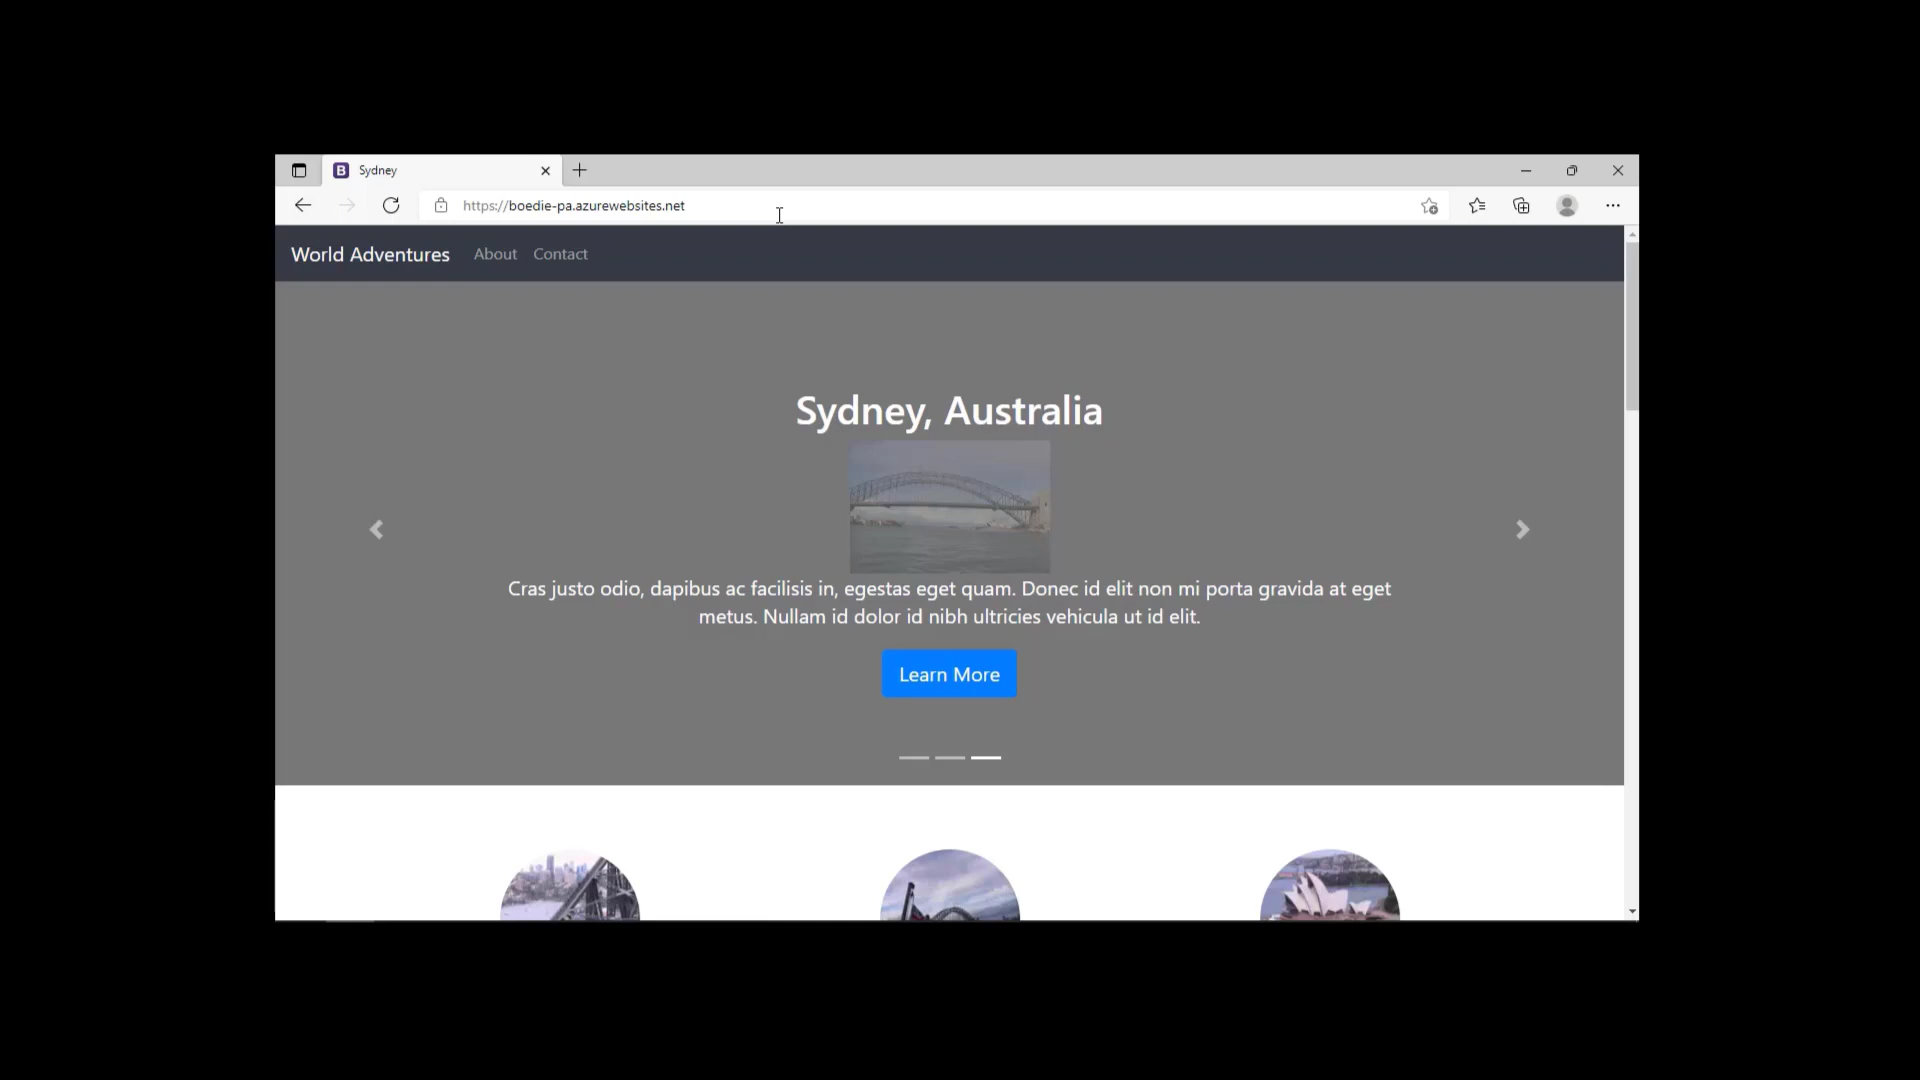 B Sydney
https://boedie-pa.azurewebsites.net
World Adventures About Contact
Sydney, Australia
Cras justo odio, dapibus ac facilisis in, egestas eget quam. Donec id elit non mi porta gravida at eget
metus. Nullam id dolor id nibh ultricies vehicula ut id elit.
Learn More